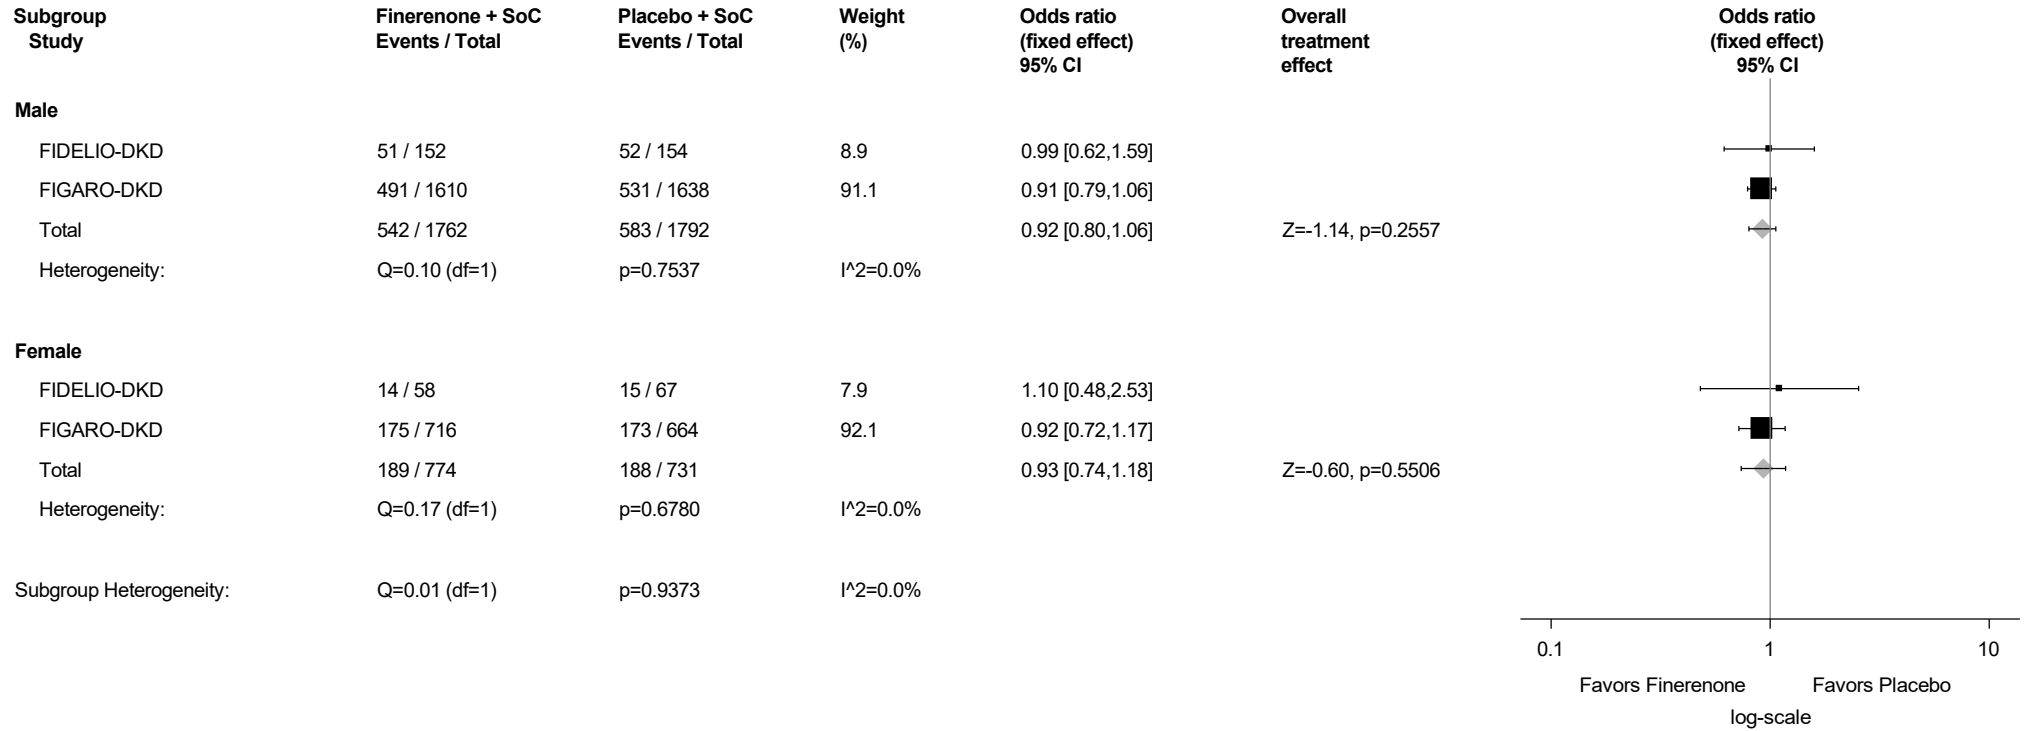 Subgroup Finerenone + SoC Placebo + SoC Weight Odds ratio Overall Odds ratio
Study Events / Total Events / Total (%) (fixed effect) treatment (fixed effect)
95% CI effect 95% CI
Male
FIDELIO-DKD 51 / 152 52 / 154 8.9 0.99 [0.62,1.59]
FIGARO-DKD 491 / 1610 531 / 1638 91.1 0.91 [0.79,1.06]
Total 542 / 1762 583 / 1792 0.92 [0.80,1.06] Z=-1.14, p=0.2557
Heterogeneity: Q=0.10 (df=1) p=0.7537 I^2=0.0%
Female
FIDELIO-DKD 14 / 58 15 / 67 7.9 1.10 [0.48,2.53]
FIGARO-DKD 175 / 716 173 / 664 92.1 0.92 [0.72,1.17]
Total 189 / 774 188 / 731 0.93 [0.74,1.18] Z=-0.60, p=0.5506
Heterogeneity: Q=0.17 (df=1) p=0.6780 I^2=0.0%
Subgroup Heterogeneity: Q=0.01 (df=1) p=0.9373 I^2=0.0%
0.1 1 10
Favors Finerenone Favors Placebo
log-scale